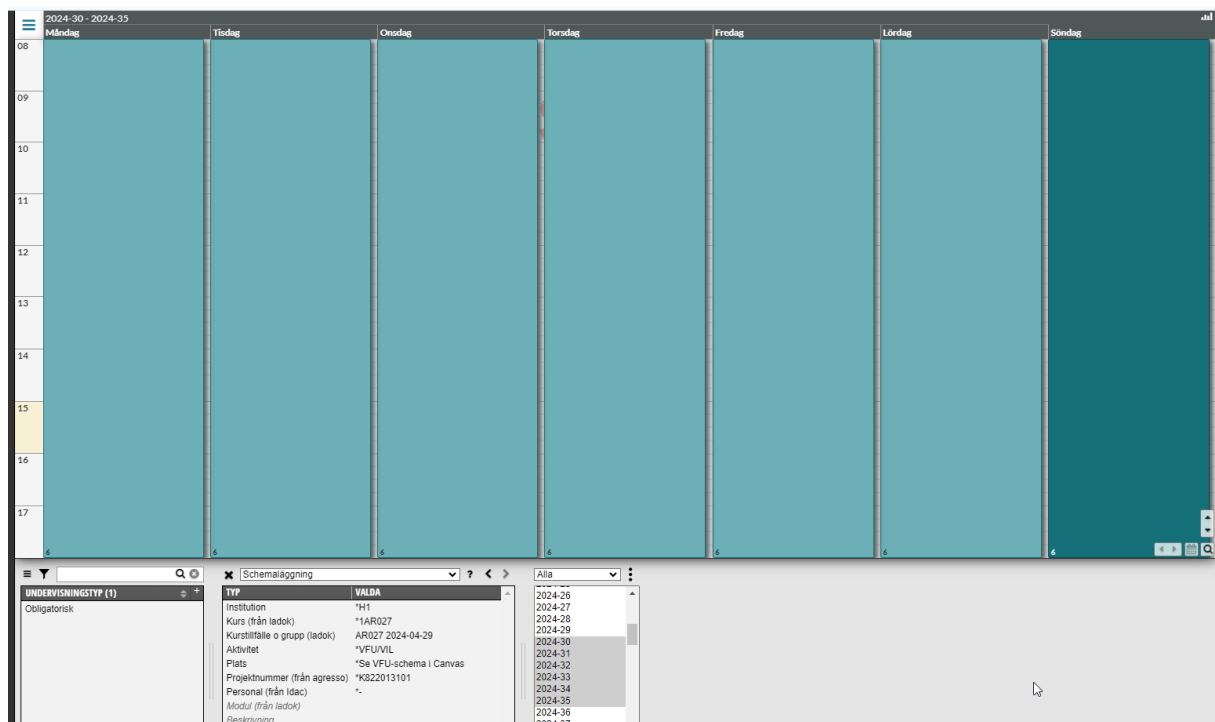 2024-30 - 2024-35
Måndag Tisdag Onsdag Torsdag Fredag Lördag Söndag
08
09
10
11
12
13
14
15
16
17
6 6 6 6 6 6 6
Schemaläggning ? Alla
UNDERVISNINGSTYP (1) +
Obligatorisk
TYP VALDA
Institution *H1
Kurs (från ladok) *1AR027
Kurstillfälle o grupp (ladok) AR027 2024-04-29
Aktivitet *VFU/VIL
Plats *Se VFU-schema i Canvas
Projektnummer (från agresso) *K822013101
Personal (från Idac) *-
Modul (från ladok)
Beskrivning
2024-26
2024-27
2024-28
2024-29
2024-30
2024-31
2024-32
2024-33
2024-34
2024-35
2024-36